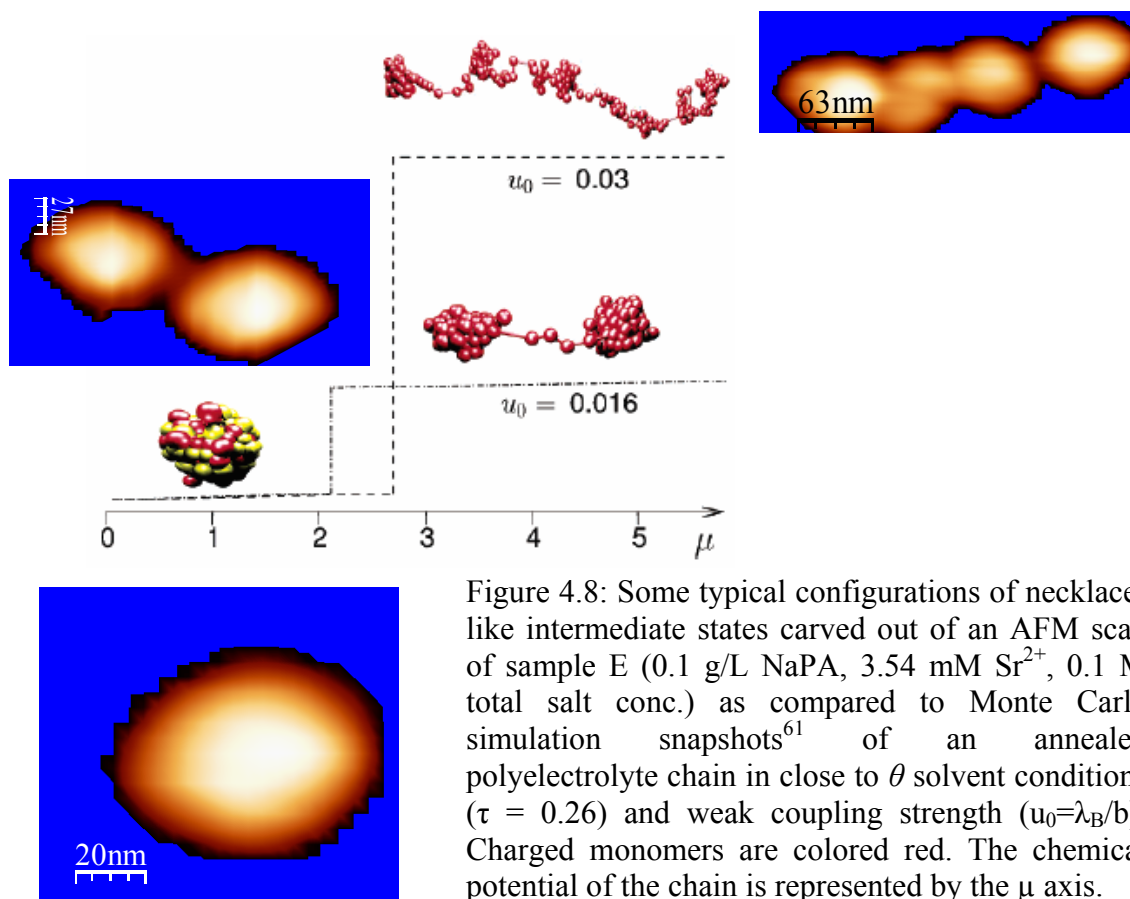 63nm
u₀ = 0.03
27nm
u₀ = 0.016
0 1 2 3 4 5 μ
20nm
Figure 4.8: Some typical configurations of necklace
like intermediate states carved out of an AFM sca
of sample E (0.1 g/L NaPA, 3.54 mM Sr²⁺, 0.1 M
total salt conc.) as compared to Monte Carl
simulation snapshots⁶¹ of an anneale
polyelectrolyte chain in close to θ solvent condition
(τ = 0.26) and weak coupling strength (u₀=λ_B/b
Charged monomers are colored red. The chemica
potential of the chain is represented by the μ axis.